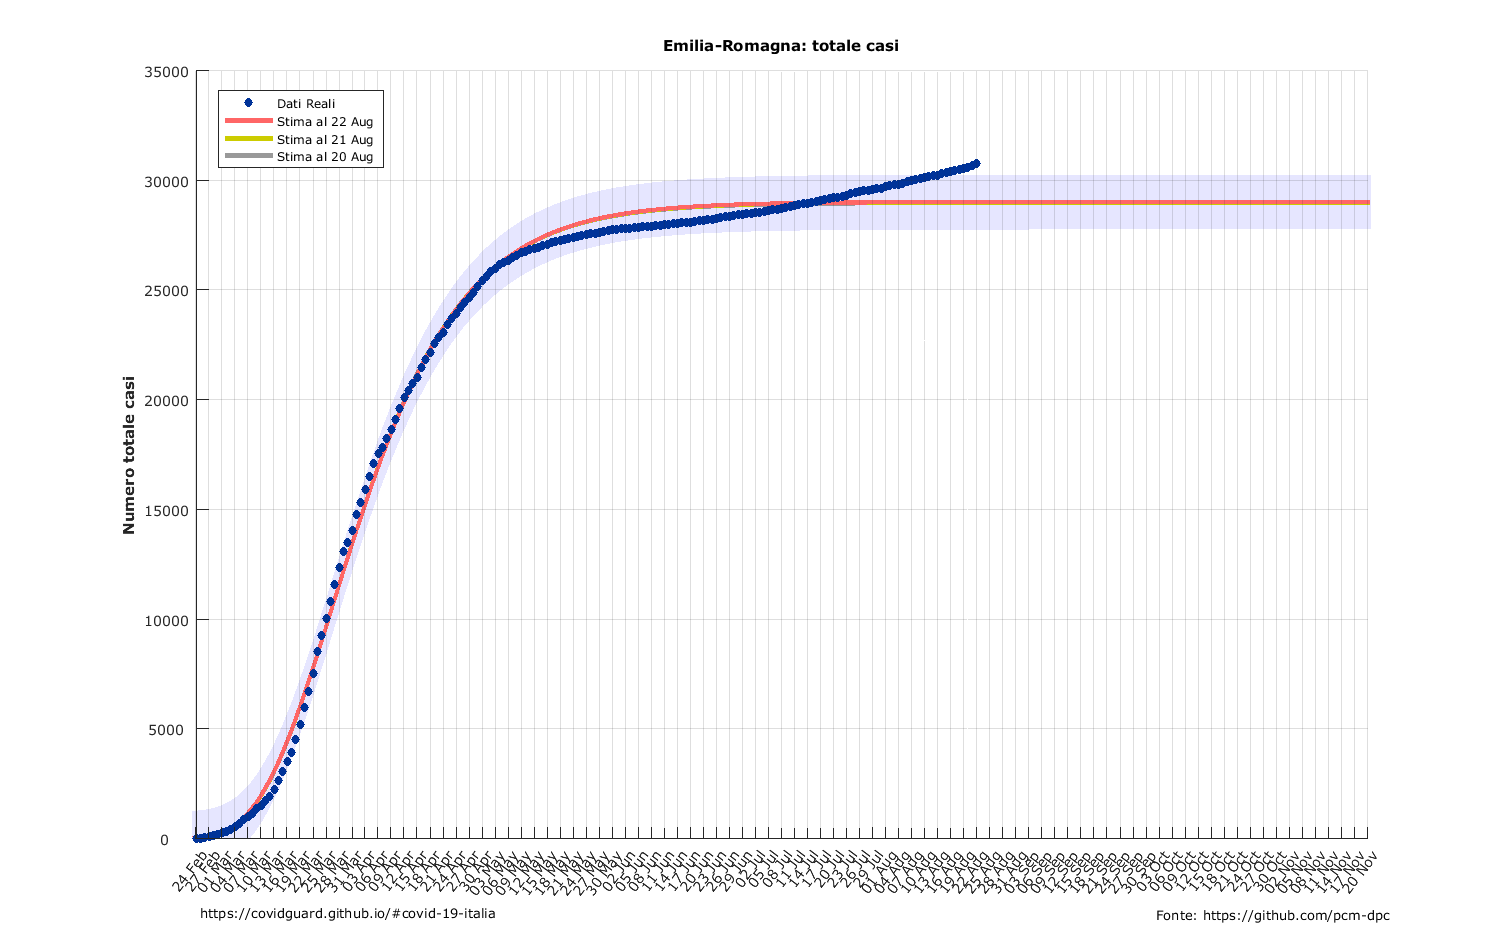 Emilia-Romagna: totale casi
Dati Reali
Stima al 22 Aug
Stima al 21 Aug
Stima al 20 Aug
Numero totale casi
35000
30000
25000
20000
15000
10000
5000
0
24 Feb
27 Feb
01 Mar
04 Mar
07 Mar
10 Mar
13 Mar
16 Mar
19 Mar
22 Mar
25 Mar
28 Mar
31 Mar
03 Apr
06 Apr
09 Apr
12 Apr
15 Apr
18 Apr
21 Apr
24 Apr
27 Apr
30 Apr
03 May
06 May
09 May
12 May
15 May
18 May
21 May
24 May
27 May
30 May
02 Jun
05 Jun
08 Jun
11 Jun
14 Jun
17 Jun
20 Jun
23 Jun
26 Jun
29 Jun
02 Jul
05 Jul
08 Jul
11 Jul
14 Jul
17 Jul
20 Jul
23 Jul
26 Jul
29 Jul
01 Aug
04 Aug
07 Aug
10 Aug
13 Aug
16 Aug
19 Aug
22 Aug
25 Aug
28 Aug
31 Aug
03 Sep
06 Sep
09 Sep
12 Sep
15 Sep
18 Sep
21 Sep
24 Sep
27 Sep
30 Sep
03 Oct
06 Oct
09 Oct
12 Oct
15 Oct
18 Oct
21 Oct
24 Oct
27 Oct
30 Oct
02 Nov
05 Nov
08 Nov
11 Nov
14 Nov
17 Nov
20 Nov
https://covidguard.github.io/#covid-19-italia
Fonte: https://github.com/pcm-dpc